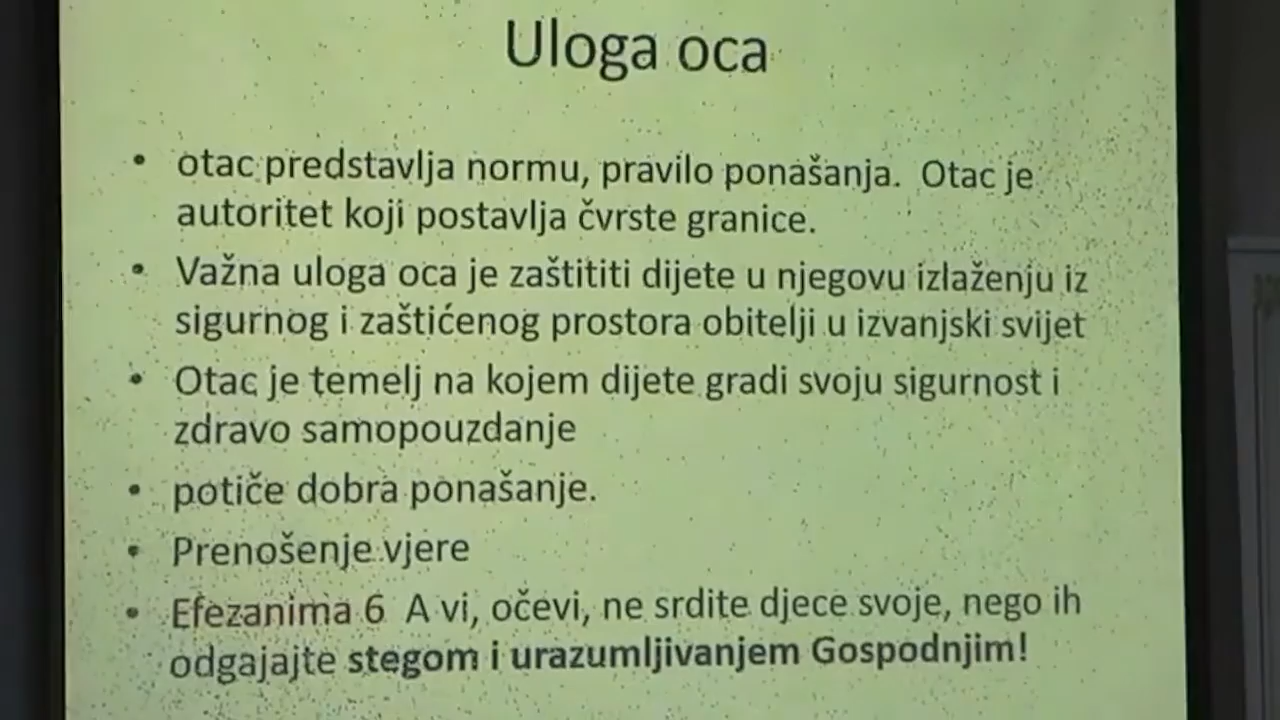 Uloga oca
• otac predstavlja normu, pravilo ponašanja. Otac je
autoritet koji postavlja čvrste granice.
• Važna uloga oca je zaštititi dijete u njegovu izlaženju iz
sigurnog i zaštićenog prostora obitelji u izvanjski svijet
• Otac je temelj na kojem dijete gradi svoju sigurnost i
zdravo samopouzdanje
• potiče dobra ponašanje.
• Prenošenje vjere
• Efezanima 6 A vi, očevi, ne srdite djece svoje, nego ih
odgajajte stegom i urazumljivanjem Gospodnjim!